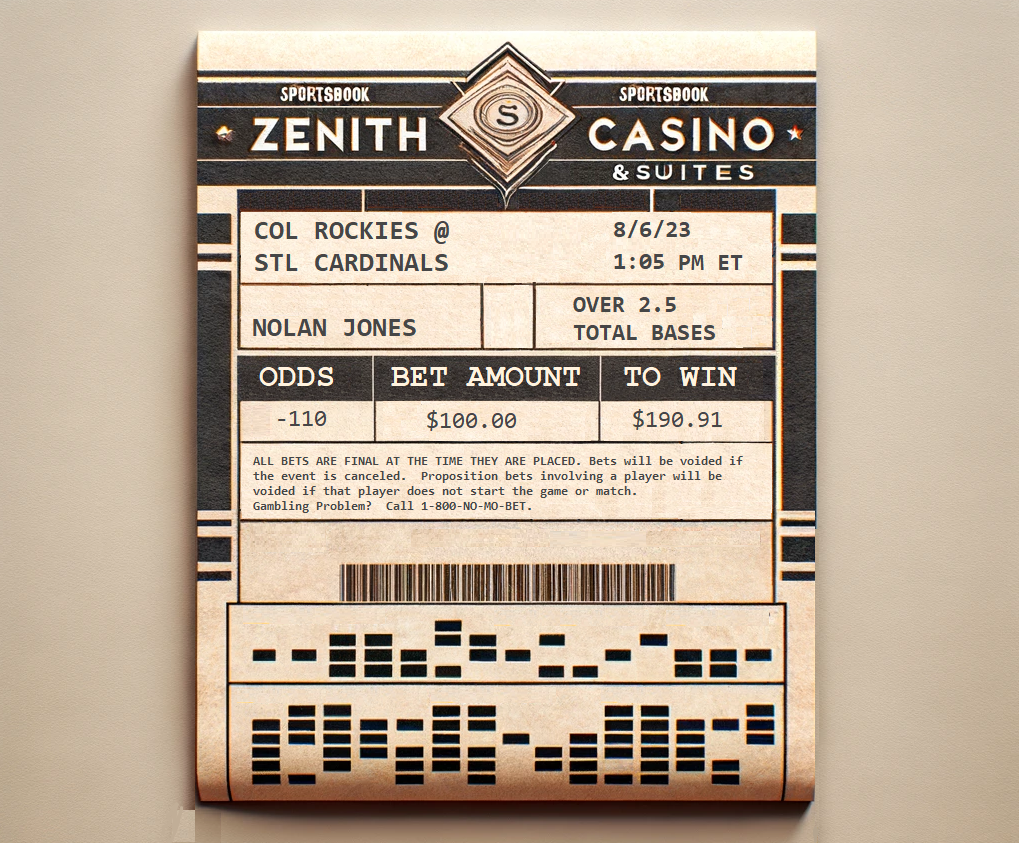 SPORTSBOOK SPORTSBOOK
ZENITH S CASINO
& SUITES
COL ROCKIES @ 8/6/23
STL CARDINALS 1:05 PM ET
OVER 2.5
NOLAN JONES TOTAL BASES
ODDS BET AMOUNT TO WIN
-110 $100.00 $190.91
ALL BETS ARE FINAL AT THE TIME THEY ARE PLACED. Bets will be voided if
the event is canceled. Proposition bets involving a player will be
voided if that player does not start the game or match.
Gambling Problem? Call 1-800-NO-MO-BET.